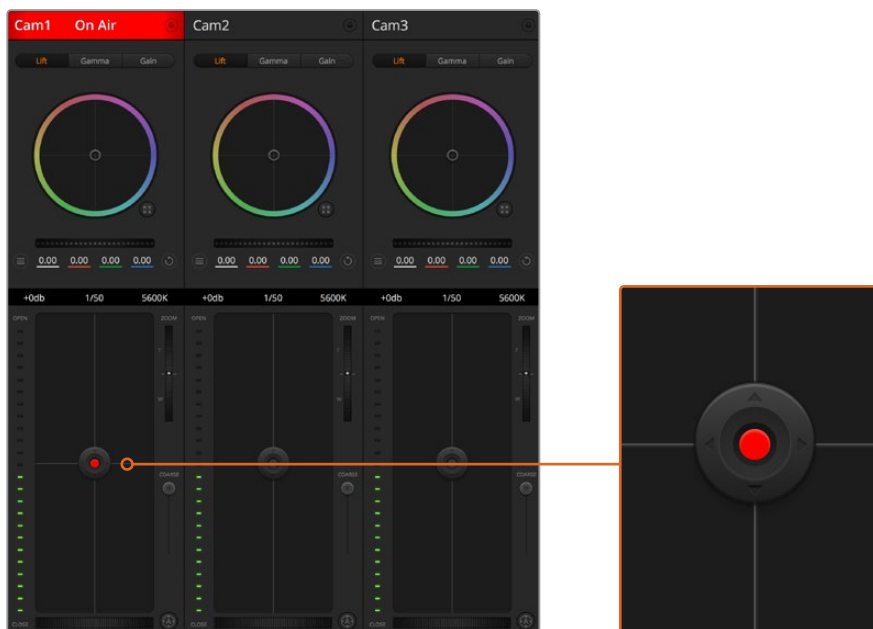 Cam1 On Air
Cam2
Cam3
Lift Gamma Gain
Lift Gamma Gain
Lift Gamma Gain
0.00 0.00 0.00 0.00
0.00 0.00 0.00 0.00
0.00 0.00 0.00 0.00
+0db 1/50 5600K
+0db 1/50 5600K
+0db 1/50 5600K
OPEN ZOOM
OPEN ZOOM
OPEN ZOOM
T
T
T
W
W
W
COARSE
COARSE
COARSE
CLOSE
CLOSE
CLOSE